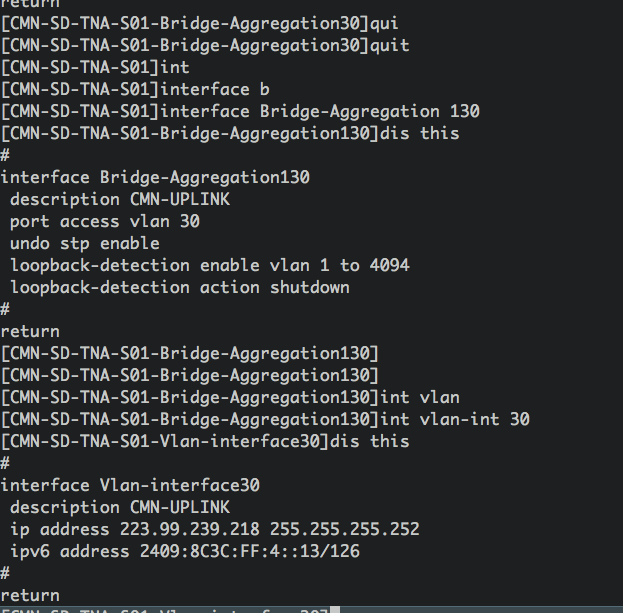 return
[CMN-SD-TNA-S01-Bridge-Aggregation30]qui
[CMN-SD-TNA-S01-Bridge-Aggregation30]quit
[CMN-SD-TNA-S01]int
[CMN-SD-TNA-S01]interface b
[CMN-SD-TNA-S01]interface Bridge-Aggregation 130
[CMN-SD-TNA-S01-Bridge-Aggregation130]dis this
#
interface Bridge-Aggregation130
 description CMN-UPLINK
 port access vlan 30
 undo stp enable
 loopback-detection enable vlan 1 to 4094
 loopback-detection action shutdown
#
return
[CMN-SD-TNA-S01-Bridge-Aggregation130]
[CMN-SD-TNA-S01-Bridge-Aggregation130]
[CMN-SD-TNA-S01-Bridge-Aggregation130]int vlan
[CMN-SD-TNA-S01-Bridge-Aggregation130]int vlan-int 30
[CMN-SD-TNA-S01-Vlan-interface30]dis this
#
interface Vlan-interface30
 description CMN-UPLINK
 ip address 223.99.239.218 255.255.255.252
 ipv6 address 2409:8C3C:FF:4::13/126
#
return
[CMN-SD-TNA-S01-Vlan-interface30]